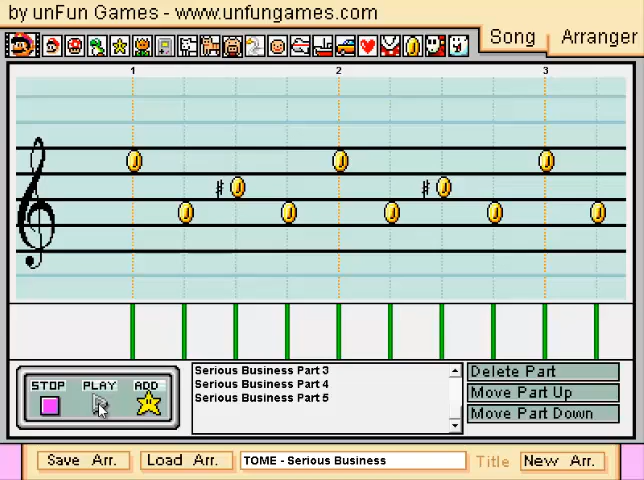 by unFun Games - www.unfungames.com
Song
Arranger
1 2 3
Serious Business Part 3
Serious Business Part 4
Serious Business Part 5
STOP PLAY ADD
Delete Part
Move Part Up
Move Part Down
Save Arr.
Load Arr.
TOME - Serious Business
Title
New Arr.